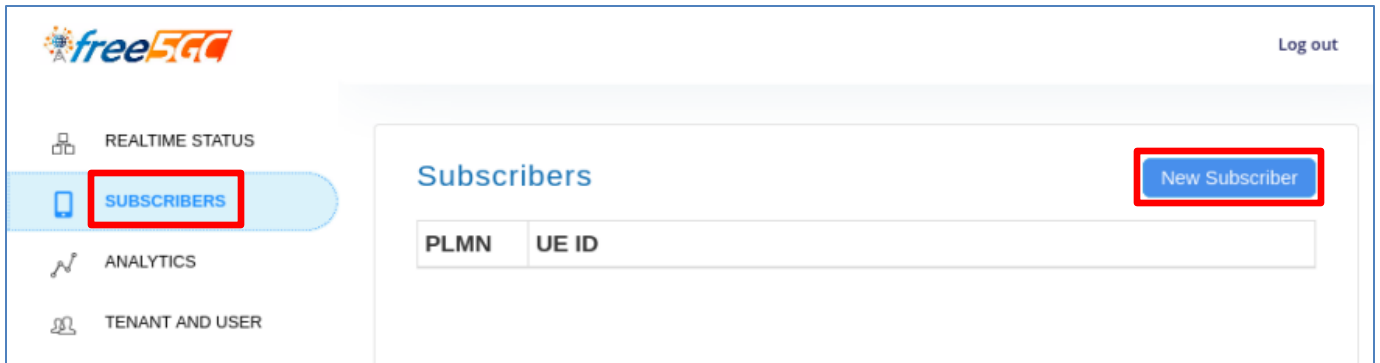 free5GC
Log out
REALTIME STATUS
SUBSCRIBERS
ANALYTICS
TENANT AND USER
Subscribers
New Subscriber
PLMN UE ID